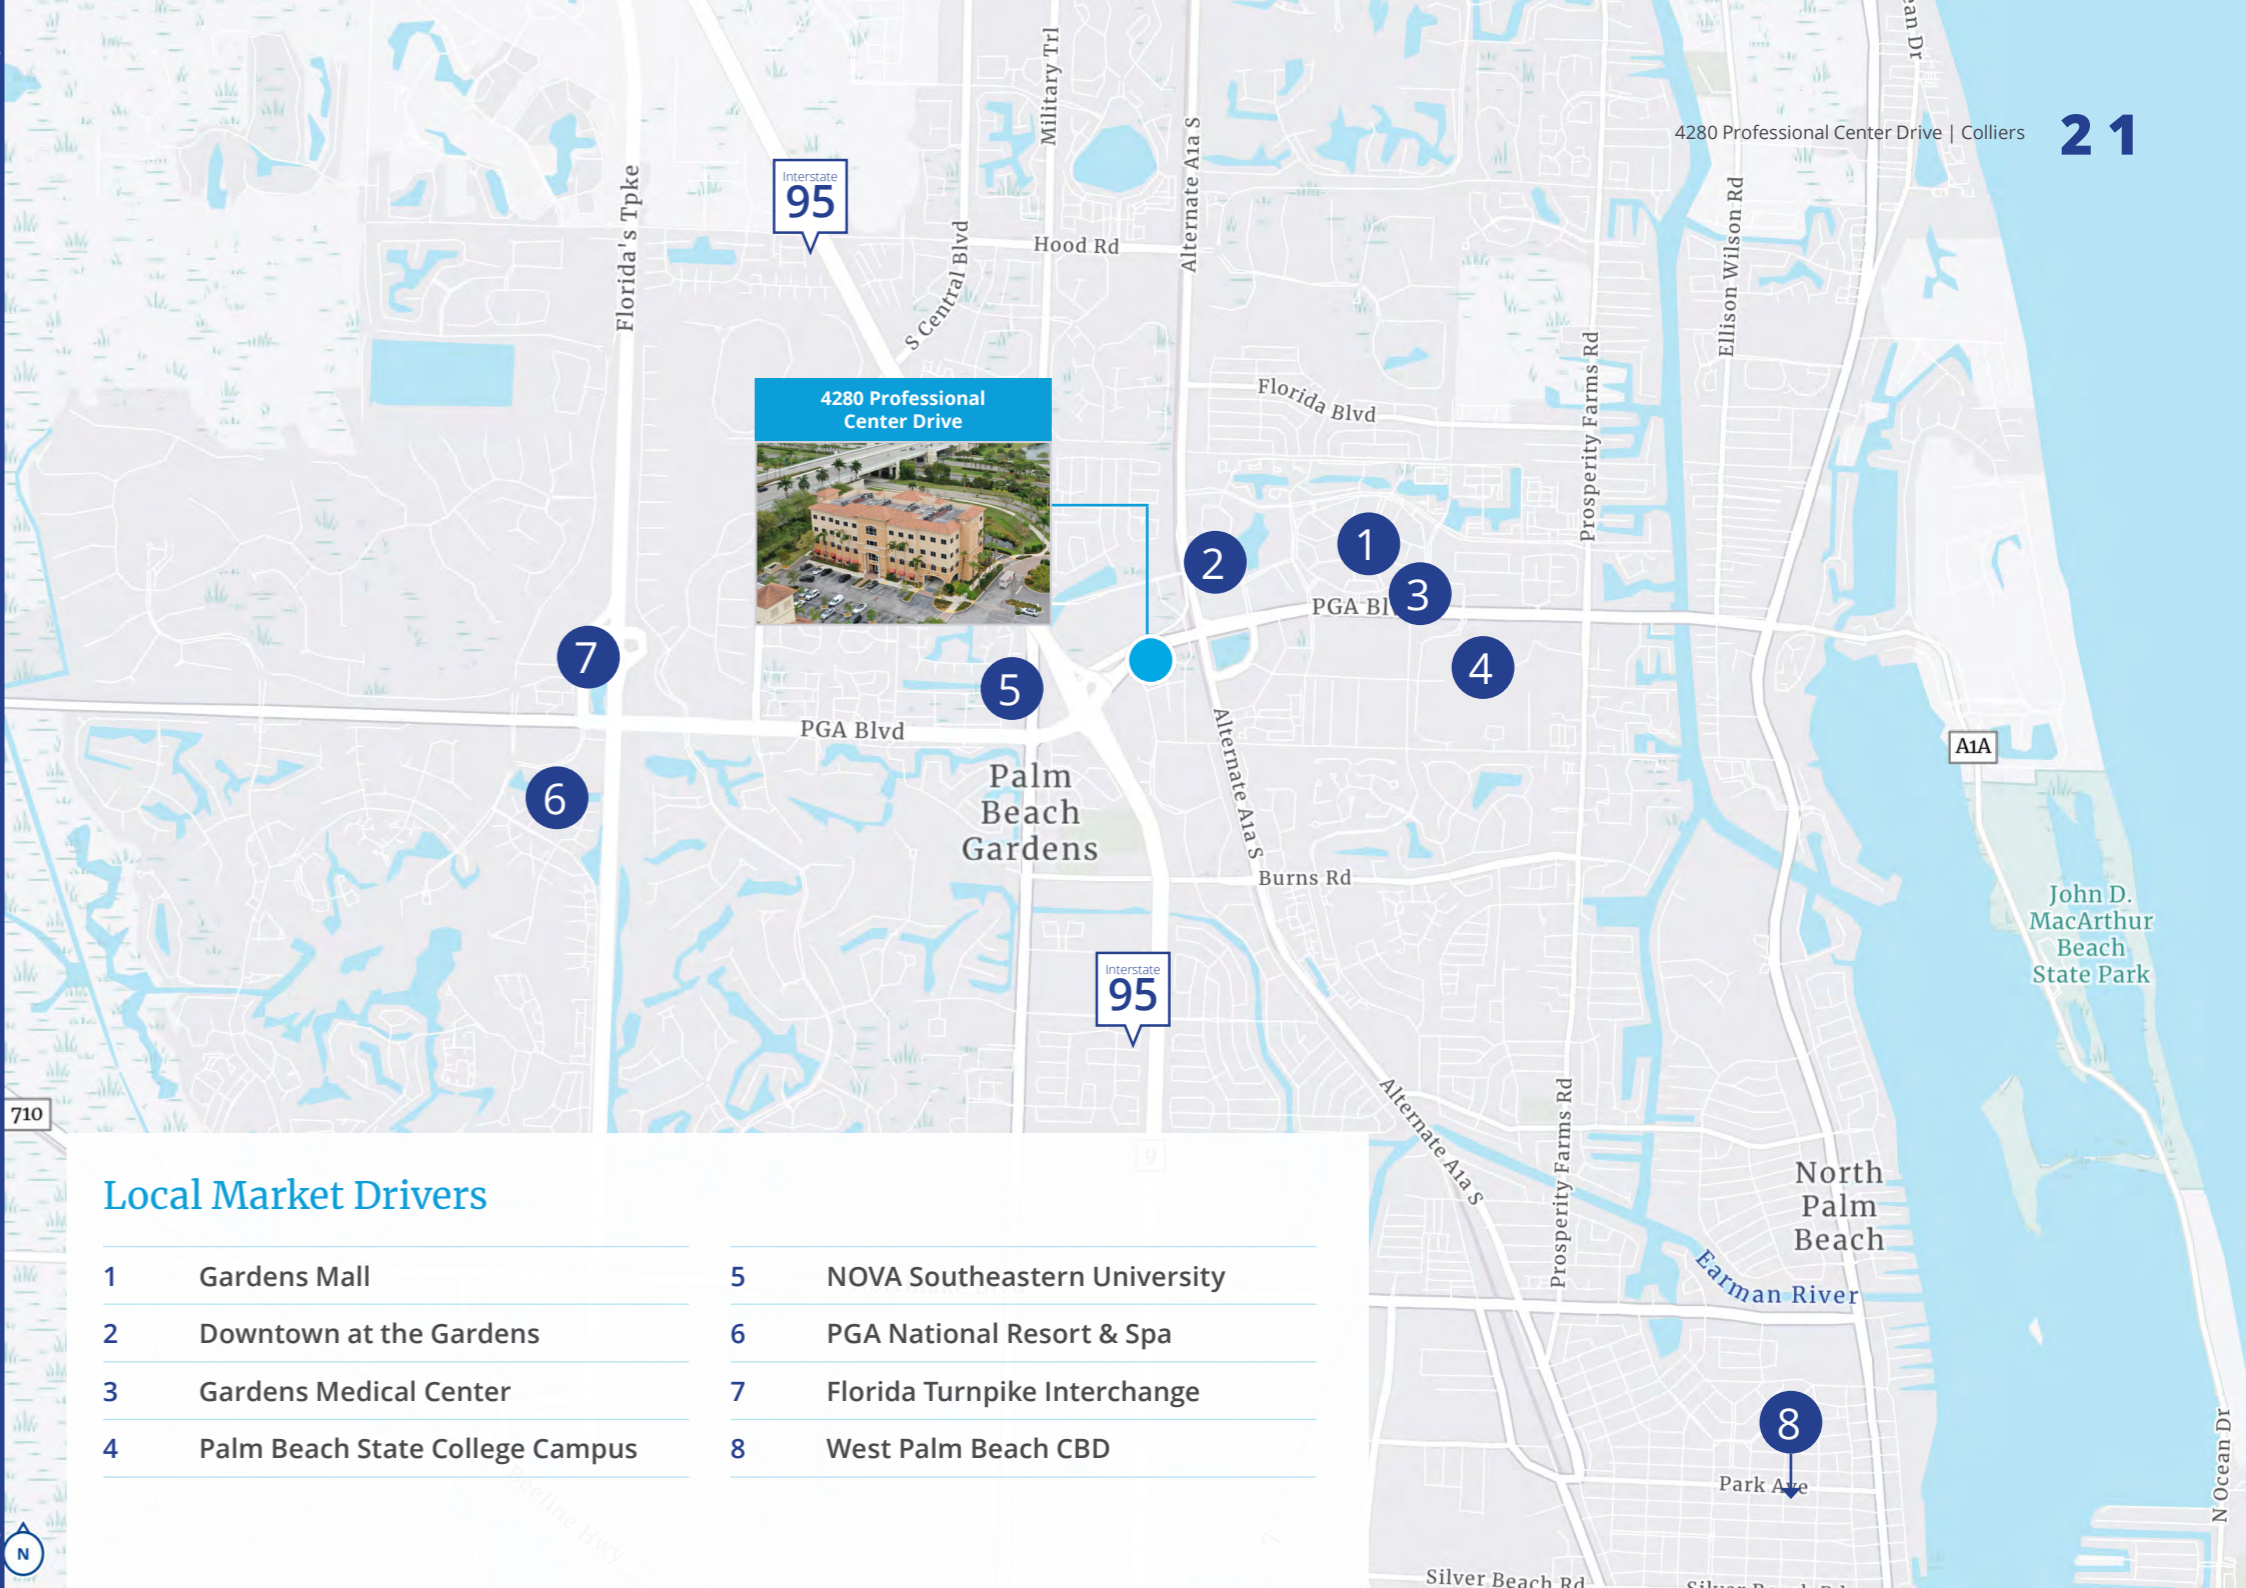 4280 Professional Center Drive | Colliers 21
Military Trl
Alternate A1a S
Florida's Tpke
Interstate
95
S Central Blvd
Hood Rd
Ellison Wilson Rd
Prosperity Farms Rd
Florida Blvd
4280 Professional
Center Drive
1
2
3
PGA
4
5
6
7
PGA Blvd
Palm
Beach
Gardens
Alternate A1a S
Burns Rd
A1A
John D.
MacArthur
Beach
State Park
Interstate
95
710
9
Alternate A1a S
Prosperity Farms Rd
North
Palm
Beach
Earman River
8
Park Ave
N Ocean Dr
Silver Beach Rd
Beeline Hwy
N
Local Market Drivers
1 Gardens Mall
2 Downtown at the Gardens
3 Gardens Medical Center
4 Palm Beach State College Campus
5 NOVA Southeastern University
6 PGA National Resort & Spa
7 Florida Turnpike Interchange
8 West Palm Beach CBD